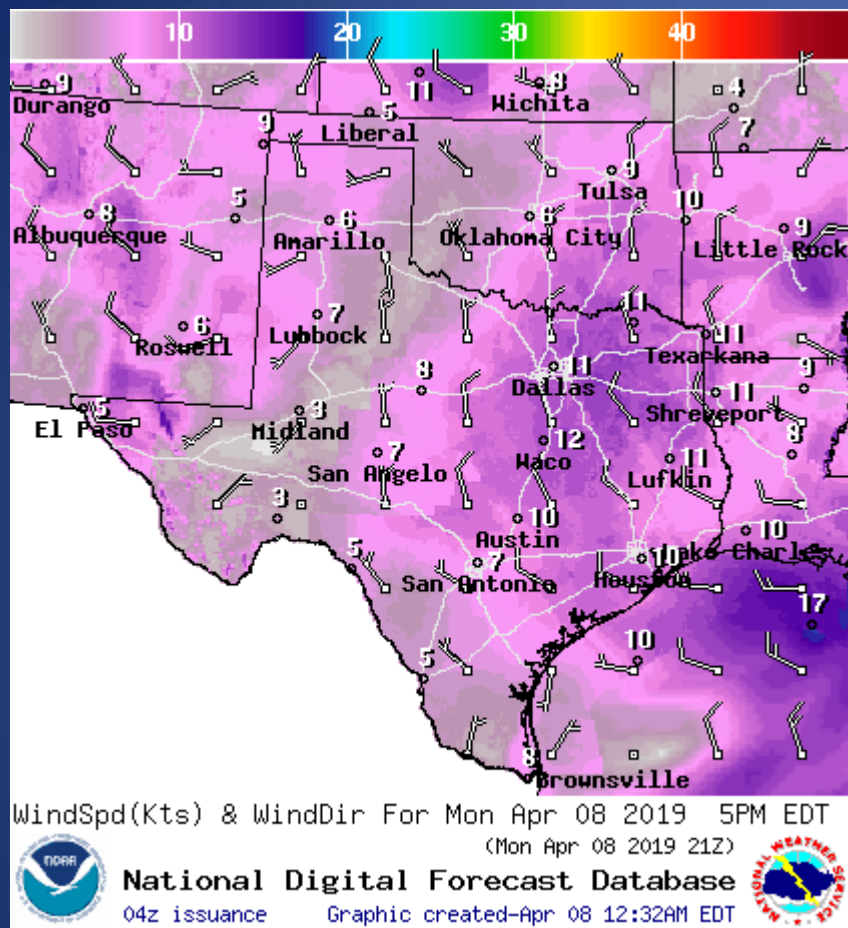 10 20 30 40
9 11 8 4
Durango Wichita
5
Liberal
9 7
9
Tulsa
8 5 6 6 10 9
Albuquerque Amarillo Oklahoma City Little Rock
6 7 11
Roswell Lubbock 11
Texarkana
8 11 9
Dallas
5 3 11
El Paso Midland Shreveport
12 8
7 Waco 11
San Angelo Lufkin
3 10 10
Austin
5 7 10 Lake Charles
San Antonio Houston
17
5 10
8
Brownsville
WindSpd(Kts) & WindDir For Mon Apr 08 2019 5PM EDT
(Mon Apr 08 2019 21Z)
NOAA
National Digital Forecast Database
04z issuance Graphic created-Apr 08 12:32AM EDT
NATIONAL WEATHER SERVICE